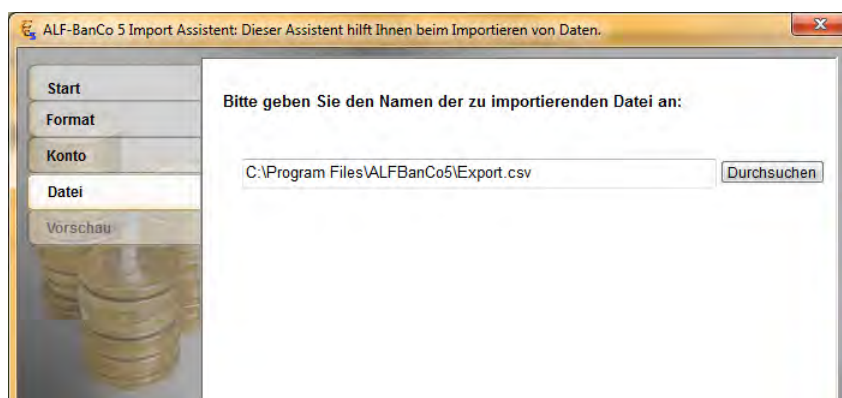 ALF-BanCo 5 Import Assistent: Dieser Assistent hilft Ihnen beim Importieren von Daten.
Start
Format
Konto
Datei
Vorschau
Bitte geben Sie den Namen der zu importierenden Datei an:
C:\Program Files\ALFBanCo5\Export.csv
Durchsuchen